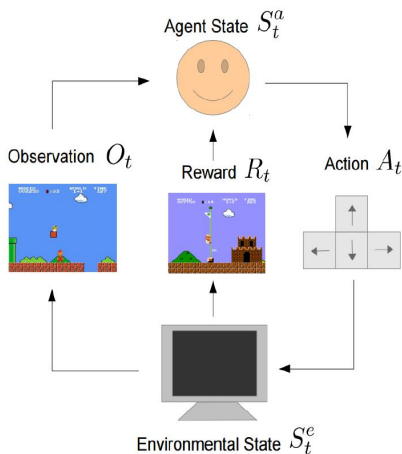 Agent State S_t^a
Observation O_t
Reward R_t
Action A_t
Environmental State S_t^e